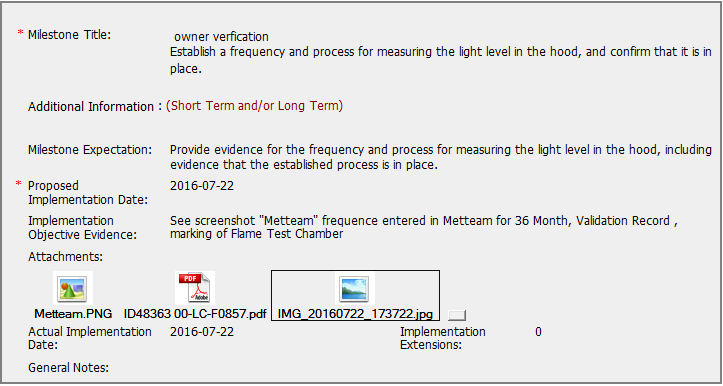 * Milestone Title: owner verfication
Establish a frequency and process for measuring the light level in the hood, and confirm that it is in
place.
Additional Information : (Short Term and/or Long Term)
Milestone Expectation: Provide evidence for the frequency and process for measuring the light level in the hood, including
evidence that the established process is in place.
* Proposed 2016-07-22
Implementation Date:
Implementation See screenshot "Metteam" frequence entered in Metteam for 36 Month, Validation Record ,
Objective Evidence: marking of Flame Test Chamber
Attachments:
PDF
Adobe
Metteam.PNG ID48363 00-LC-F0857.pdf IMG_20160722_173722.jpg
Actual Implementation 2016-07-22 Implementation 0
Date: Extensions:
General Notes: